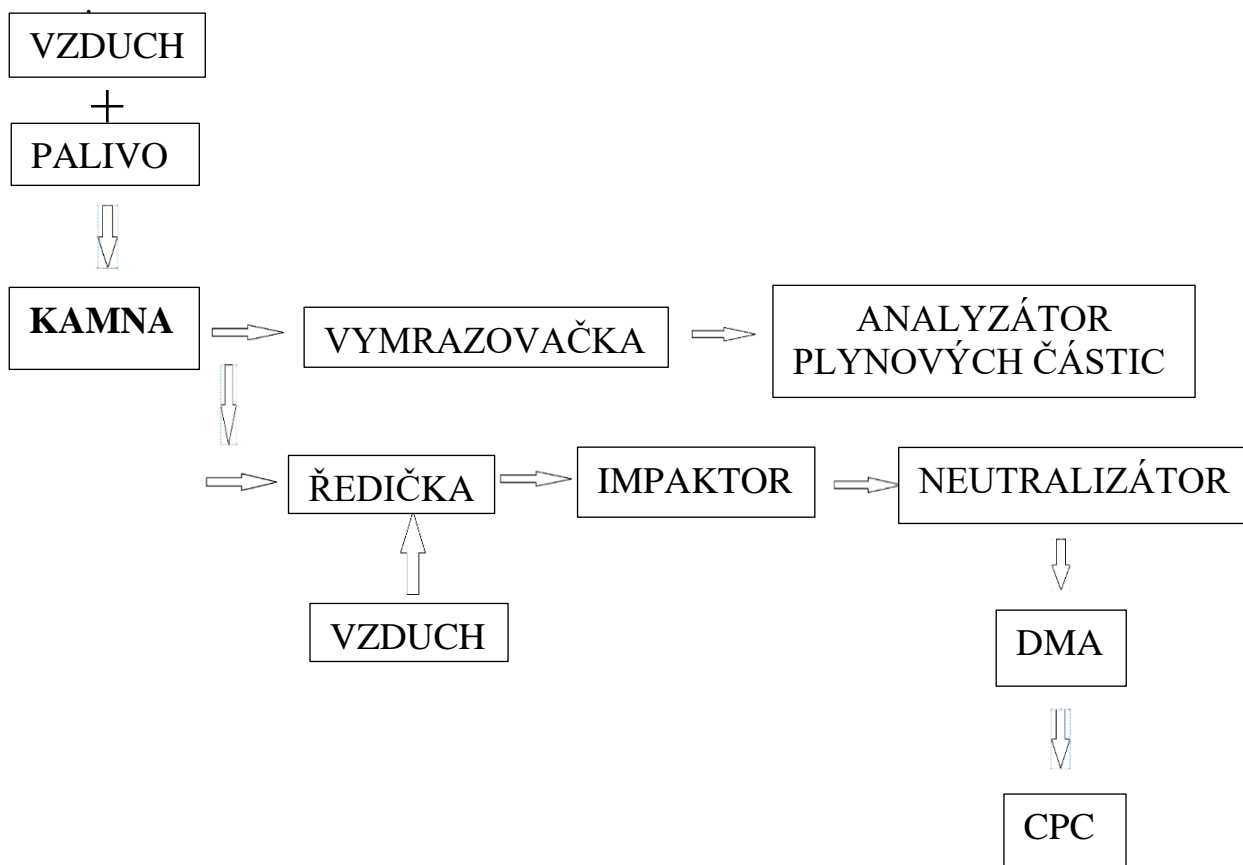 VZDUCH
+
PALIVO
KAMNA
VYMRAZOVAČKA
ANALYZÁTOR
PLYNOVÝCH ČÁSTIC
ŘEDIČKA
IMPAKTOR
NEUTRALIZÁTOR
VZDUCH
DMA
CPC